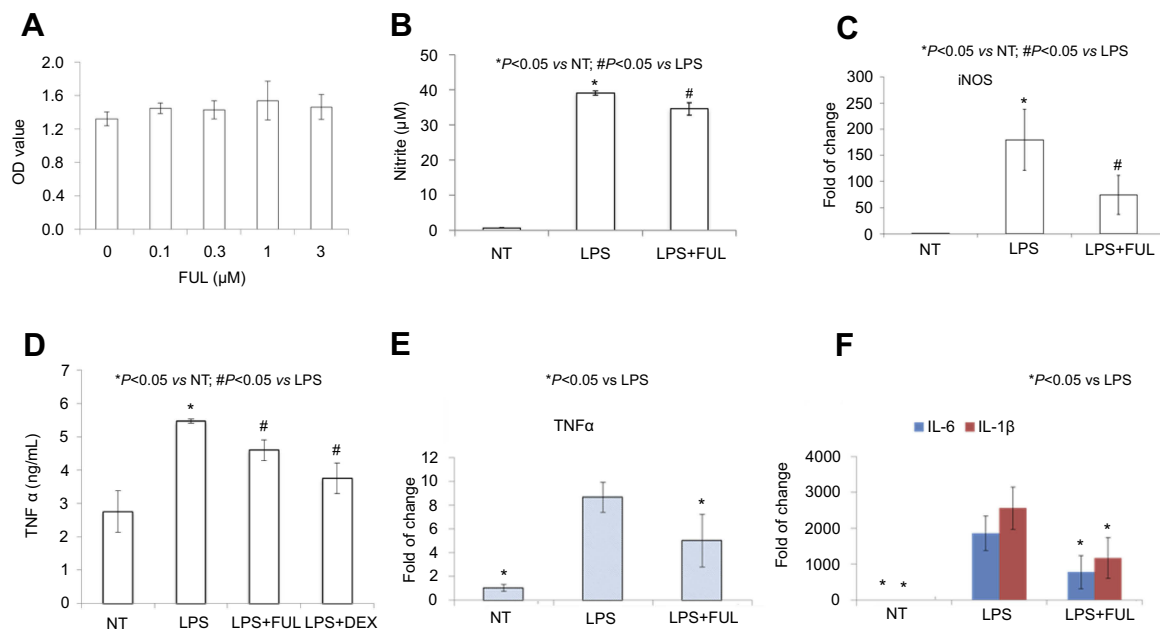 A
OD value
2.0
1.6
1.2
0.8
0.4
0.0
0 0.1 0.3 1 3
FUL (µM)
B
*P<0.05 vs NT; #P<0.05 vs LPS
Nitrite (µM)
50
40
30
20
10
0
*
#
NT LPS LPS+FUL
C
*P<0.05 vs NT; #P<0.05 vs LPS
iNOS
Fold of change
300
250
200
150
100
50
0
*
#
NT LPS LPS+FUL
D
*P<0.05 vs NT; #P<0.05 vs LPS
TNF α (ng/mL)
7
6
5
4
3
2
1
0
*
#
#
NT LPS LPS+FUL LPS+DEX
E
*P<0.05 vs LPS
TNFα
Fold of change
12
10
8
6
4
2
0
*
*
NT LPS LPS+FUL
F
*P<0.05 vs LPS
IL-6 IL-1β
Fold of change
4000
3000
2000
1000
0
* *
* *
NT LPS LPS+FUL